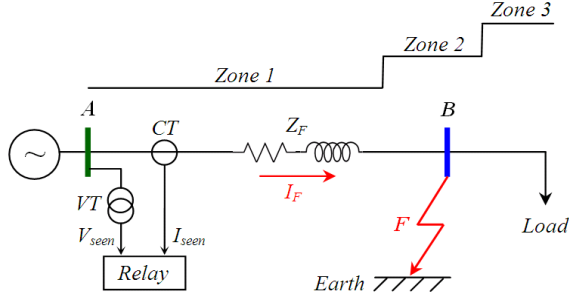 Zone 3
Zone 2
Zone 1
A
B
CT
Z_F
~
I_F
VT
F
V_seen
I_seen
Load
Relay
Earth